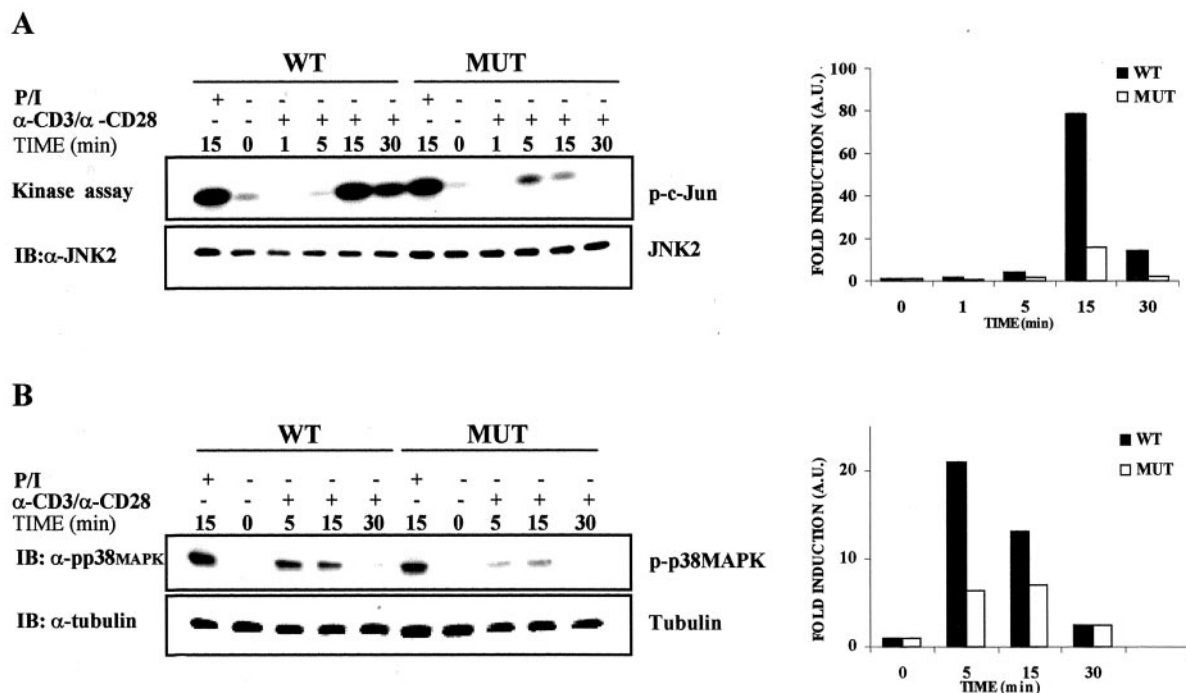 A
WT MUT
P/I + - - - - - + - - - - -
α-CD3/α -CD28 - - + + + + - - + + + +
TIME (min) 15 0 1 5 15 30 15 0 1 5 15 30
Kinase assay p-c-Jun
IB:α-JNK2 JNK2
FOLD INDUCTION (A.U.)
100
80
60
40
20
0
WT
MUT
0 1 5 15 30
TIME (min)
B
WT MUT
P/I + - - - - + - - - -
α-CD3/α-CD28 - - + + + - - + + +
TIME (min) 15 0 5 15 30 15 0 5 15 30
IB: α-pp38MAPK p-p38MAPK
IB: α-tubulin Tubulin
FOLD INDUCTION (A.U.)
20
10
0
WT
MUT
0 5 15 30
TIME (min)